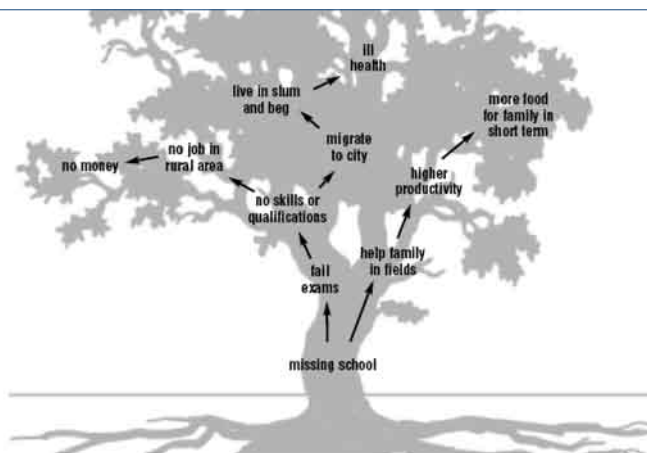 ill
health
live in slum
and beg
more food
for family in
short term
migrate
to city
no money
no job in
rural area
higher
productivity
no skills or
qualifications
help family
in fields
fail
exams
missing school